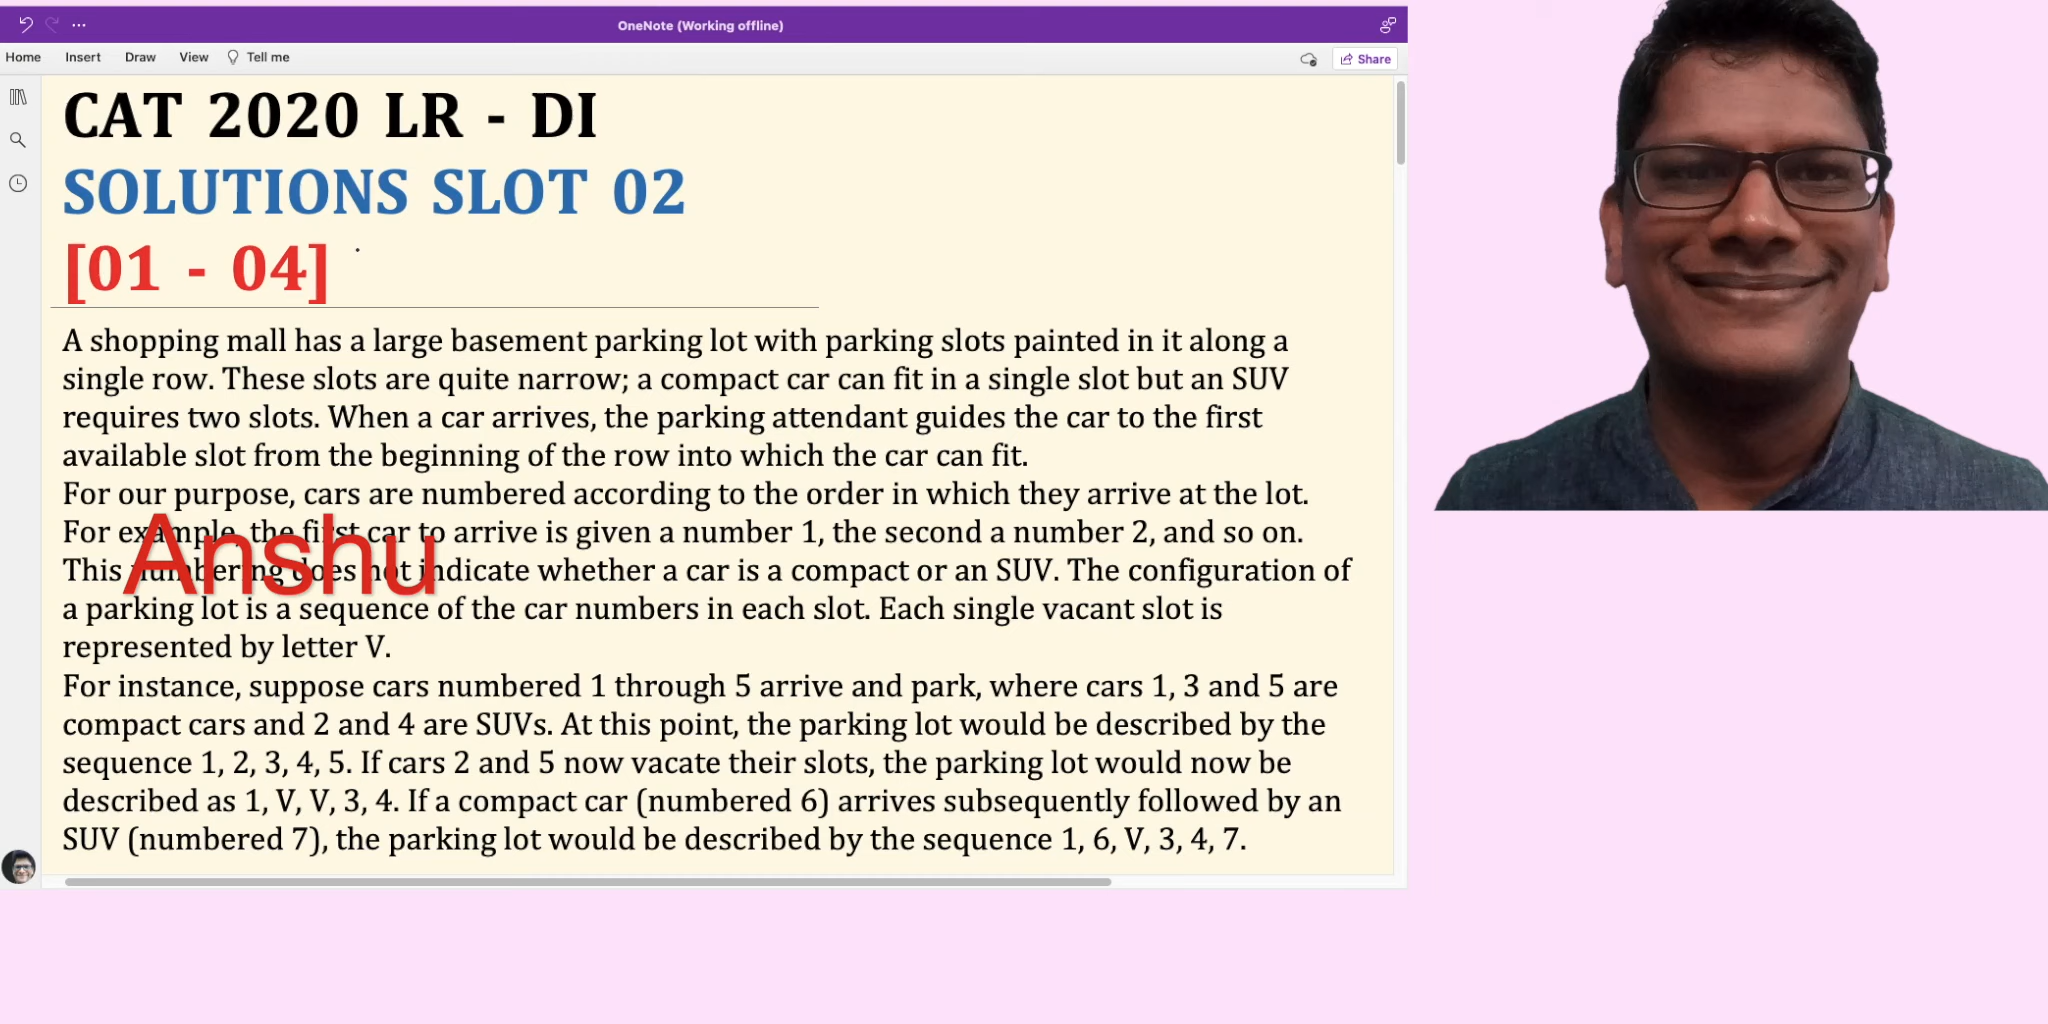 OneNote (Working offline)
Home Insert Draw View Tell me Share
CAT 2020 LR - DI
SOLUTIONS SLOT 02
[01 - 04]
A shopping mall has a large basement parking lot with parking slots painted in it along a
single row. These slots are quite narrow; a compact car can fit in a single slot but an SUV
requires two slots. When a car arrives, the parking attendant guides the car to the first
available slot from the beginning of the row into which the car can fit.
For our purpose, cars are numbered according to the order in which they arrive at the lot.
For example, the first car to arrive is given a number 1, the second a number 2, and so on.
Anshu
This numbering does not indicate whether a car is a compact or an SUV. The configuration of
a parking lot is a sequence of the car numbers in each slot. Each single vacant slot is
represented by letter V.
For instance, suppose cars numbered 1 through 5 arrive and park, where cars 1, 3 and 5 are
compact cars and 2 and 4 are SUVs. At this point, the parking lot would be described by the
sequence 1, 2, 3, 4, 5. If cars 2 and 5 now vacate their slots, the parking lot would now be
described as 1, V, V, 3, 4. If a compact car (numbered 6) arrives subsequently followed by an
SUV (numbered 7), the parking lot would be described by the sequence 1, 6, V, 3, 4, 7.